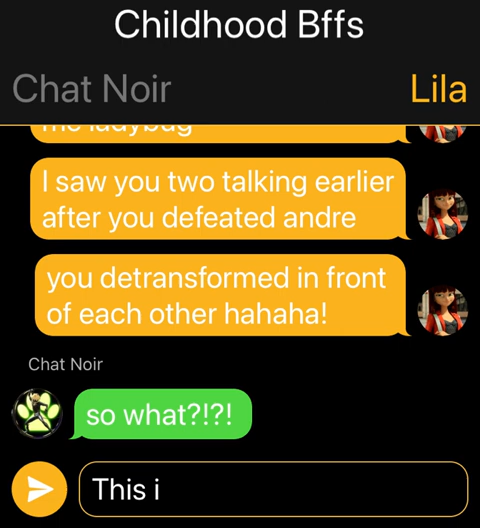 Childhood Bffs
Chat Noir
Lila
me ladybug
I saw you two talking earlier
after you defeated andre
you detransformed in front
of each other hahaha!
Chat Noir
so what?!?!
This i